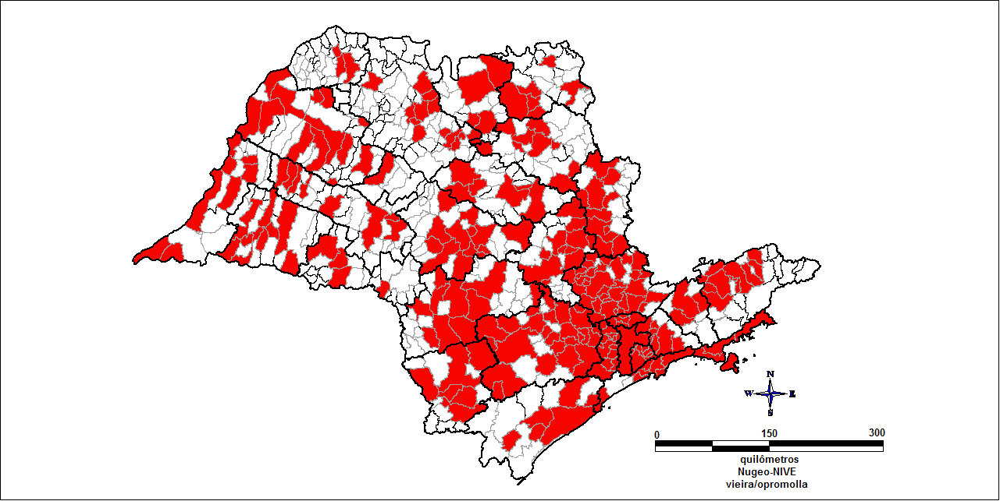 N
W E
S
0 150 300
quilômetros
Nugeo-NIVE
vieira/opromolla